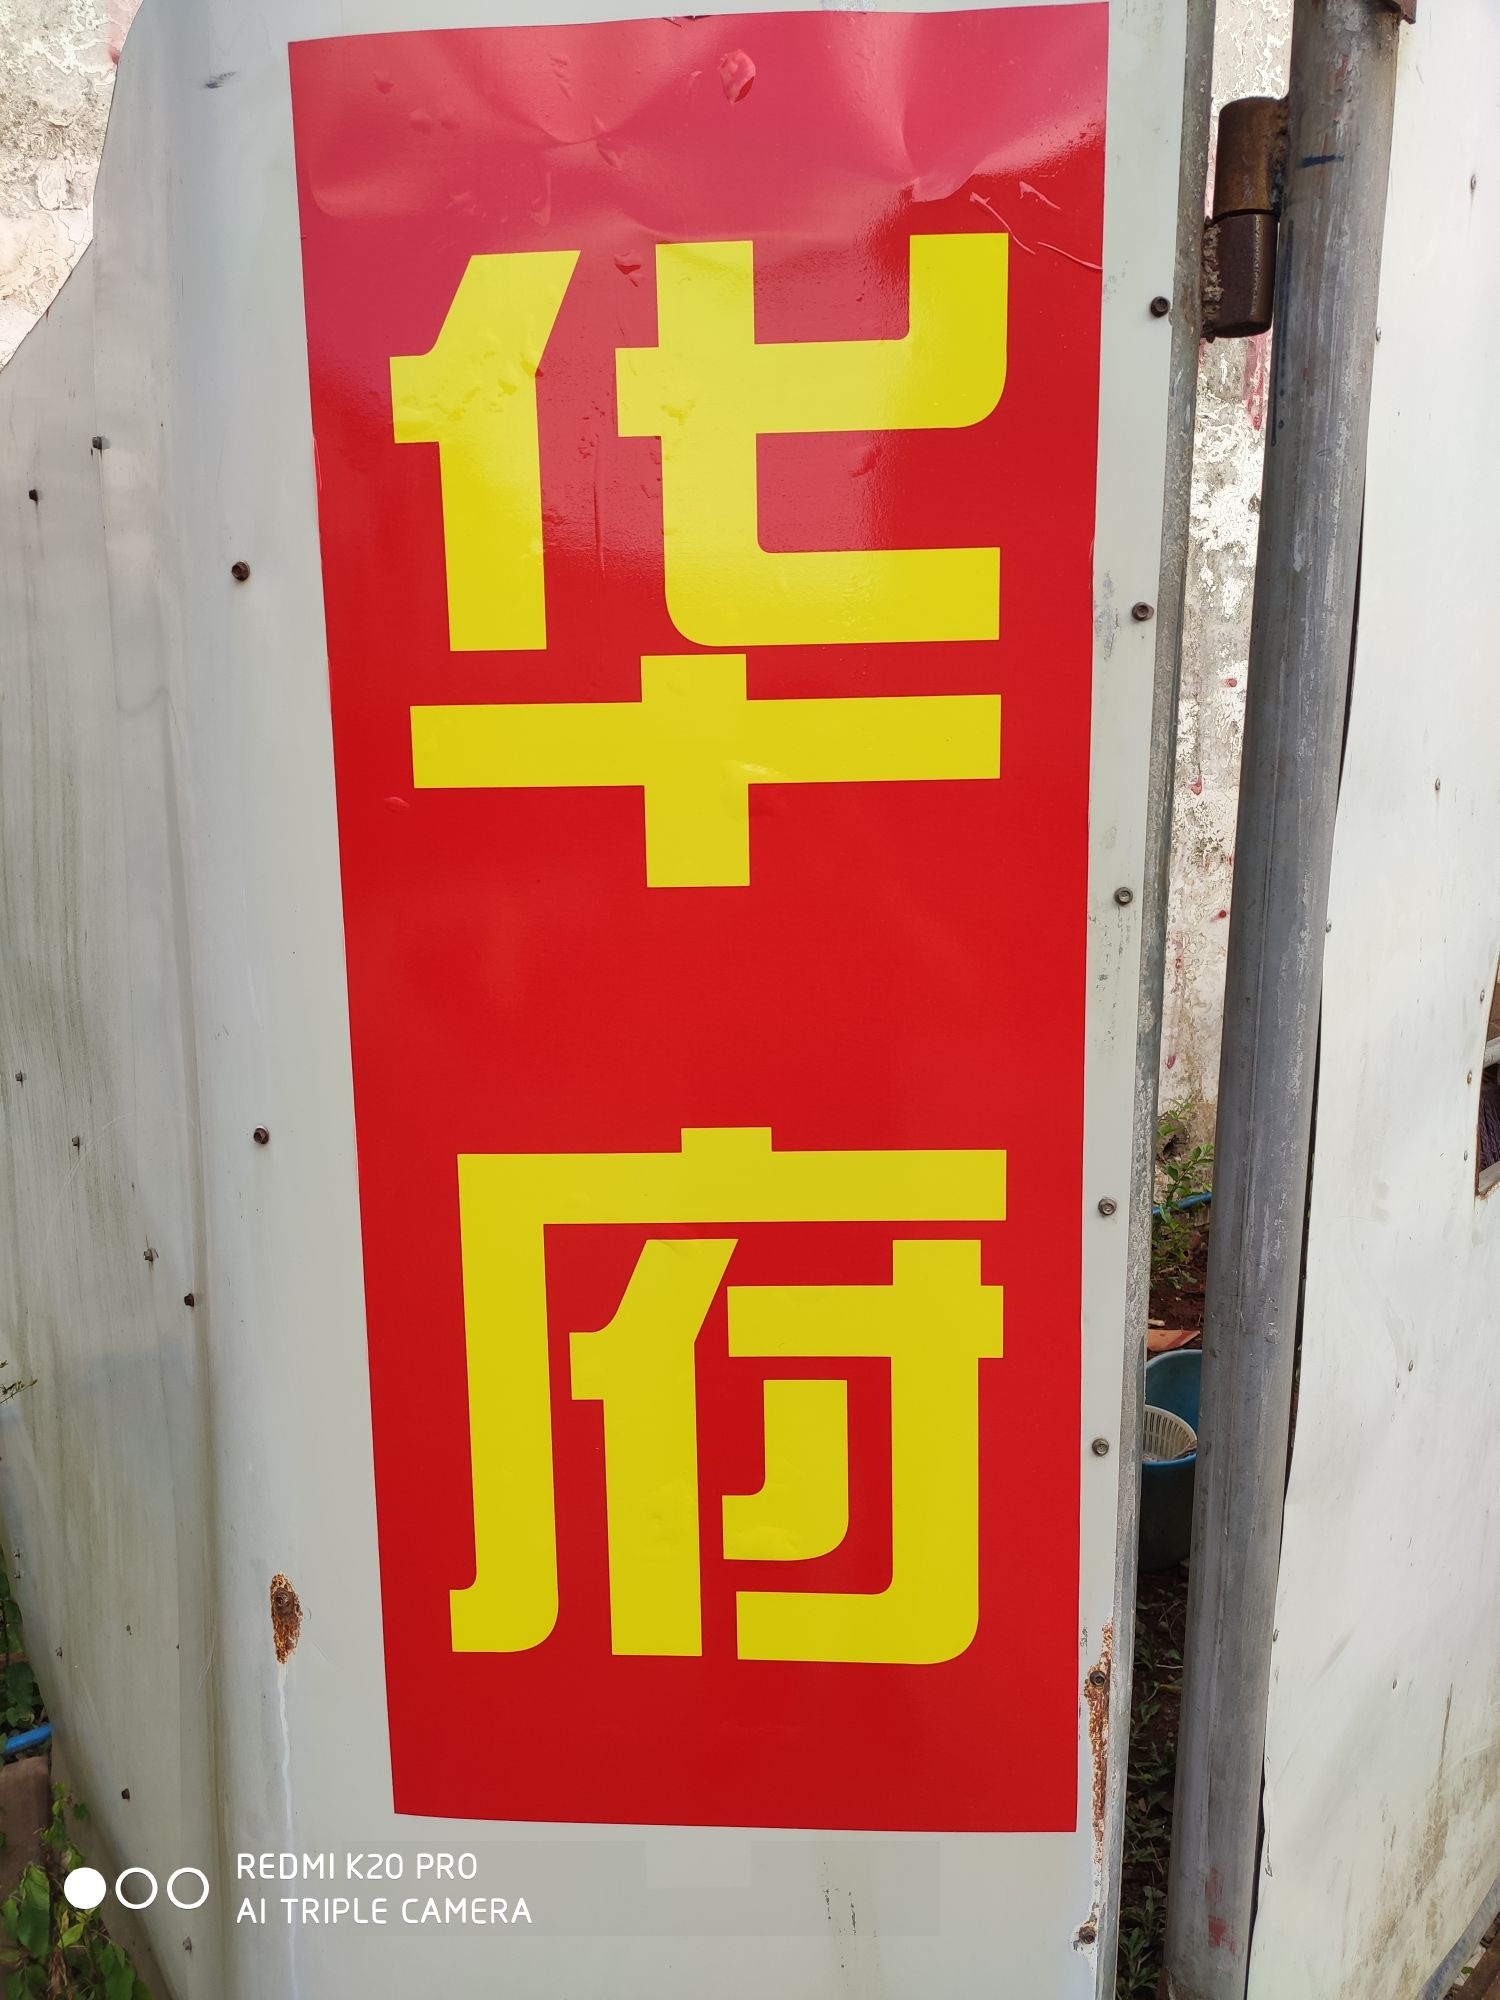 华府
REDMI K20 PRO
AI TRIPLE CAMERA